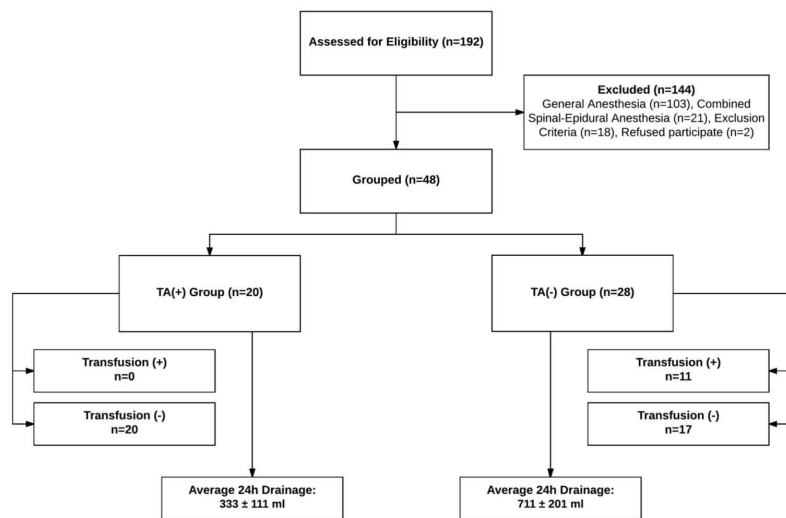 Assessed for Eligibility (n=192)
Excluded (n=144)
General Anesthesia (n=103), Combined
Spinal-Epidural Anesthesia (n=21), Exclusion
Criteria (n=18), Refused participate (n=2)
Grouped (n=48)
TA(+) Group (n=20)
TA(-) Group (n=28)
Transfusion (+)
n=0
Transfusion (+)
n=11
Transfusion (-)
n=20
Transfusion (-)
n=17
Average 24h Drainage:
333 ± 111 ml
Average 24h Drainage:
711 ± 201 ml